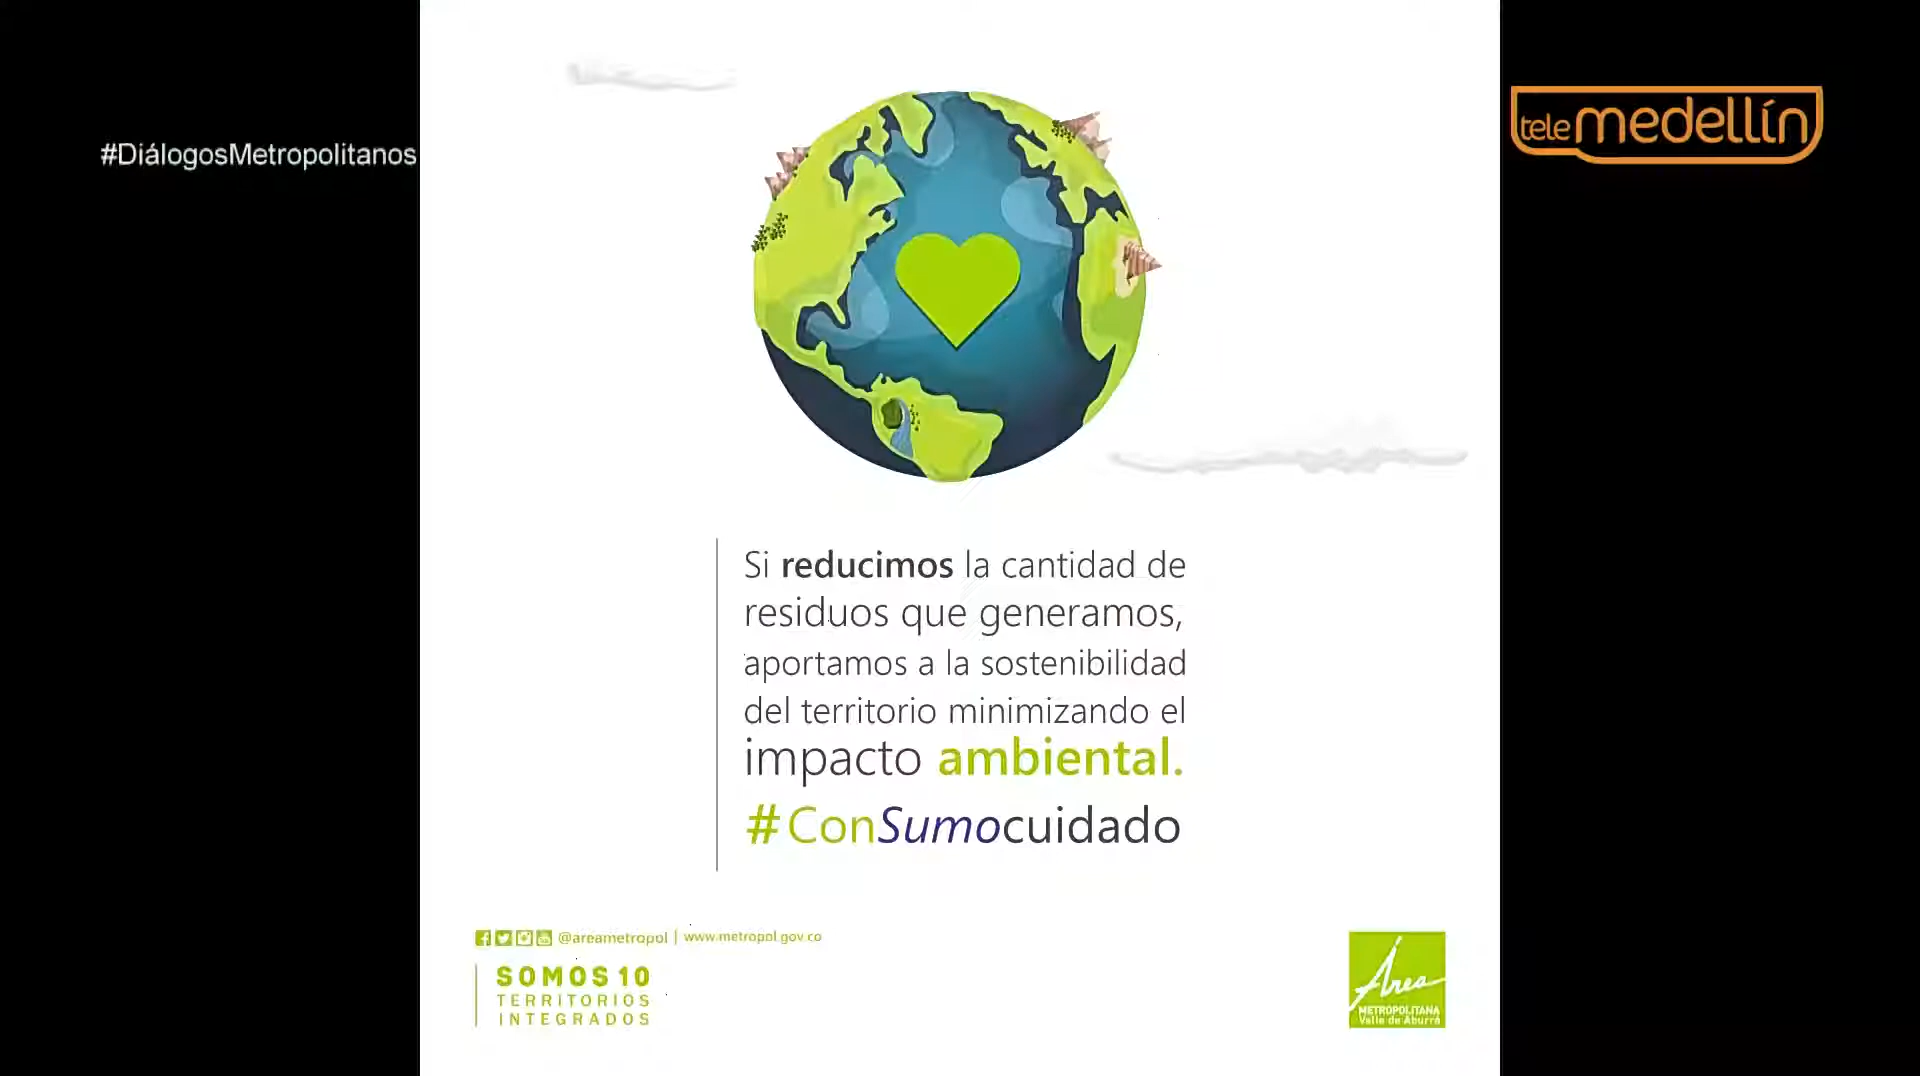 #DiálogosMetropolitanos
telemedellín
Si reducimos la cantidad de
residuos que generamos,
aportamos a la sostenibilidad
del territorio minimizando el
impacto ambiental.
#ConSumocuidado
@areametropol | www.metropol.gov.co
SOMOS 10
TERRITORIOS
INTEGRADOS
Área
METROPOLITANA
Valle de Aburrá